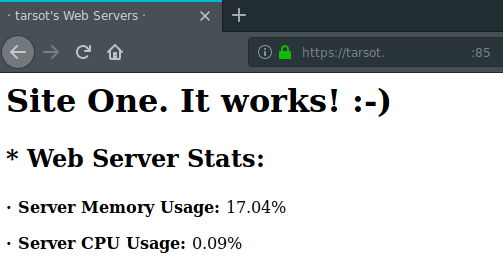 · tarsot's Web Servers ·
https://tarsot. :85
Site One. It works! :-)
* Web Server Stats:
· Server Memory Usage: 17.04%
· Server CPU Usage: 0.09%